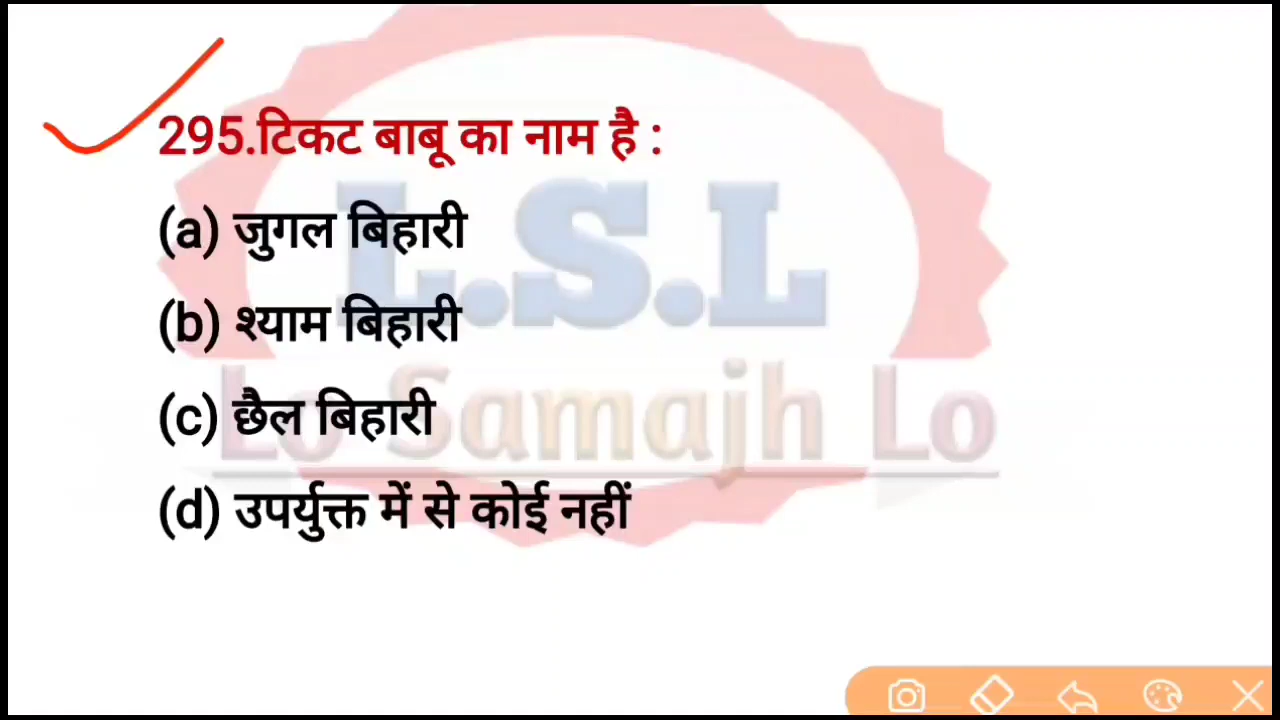 295.टिकट बाबू का नाम है :
(a) जुगल बिहारी
(b) श्याम बिहारी
(c) छैल बिहारी
(d) उपर्युक्त में से कोई नहीं
L.S.L
Lo Samajh Lo